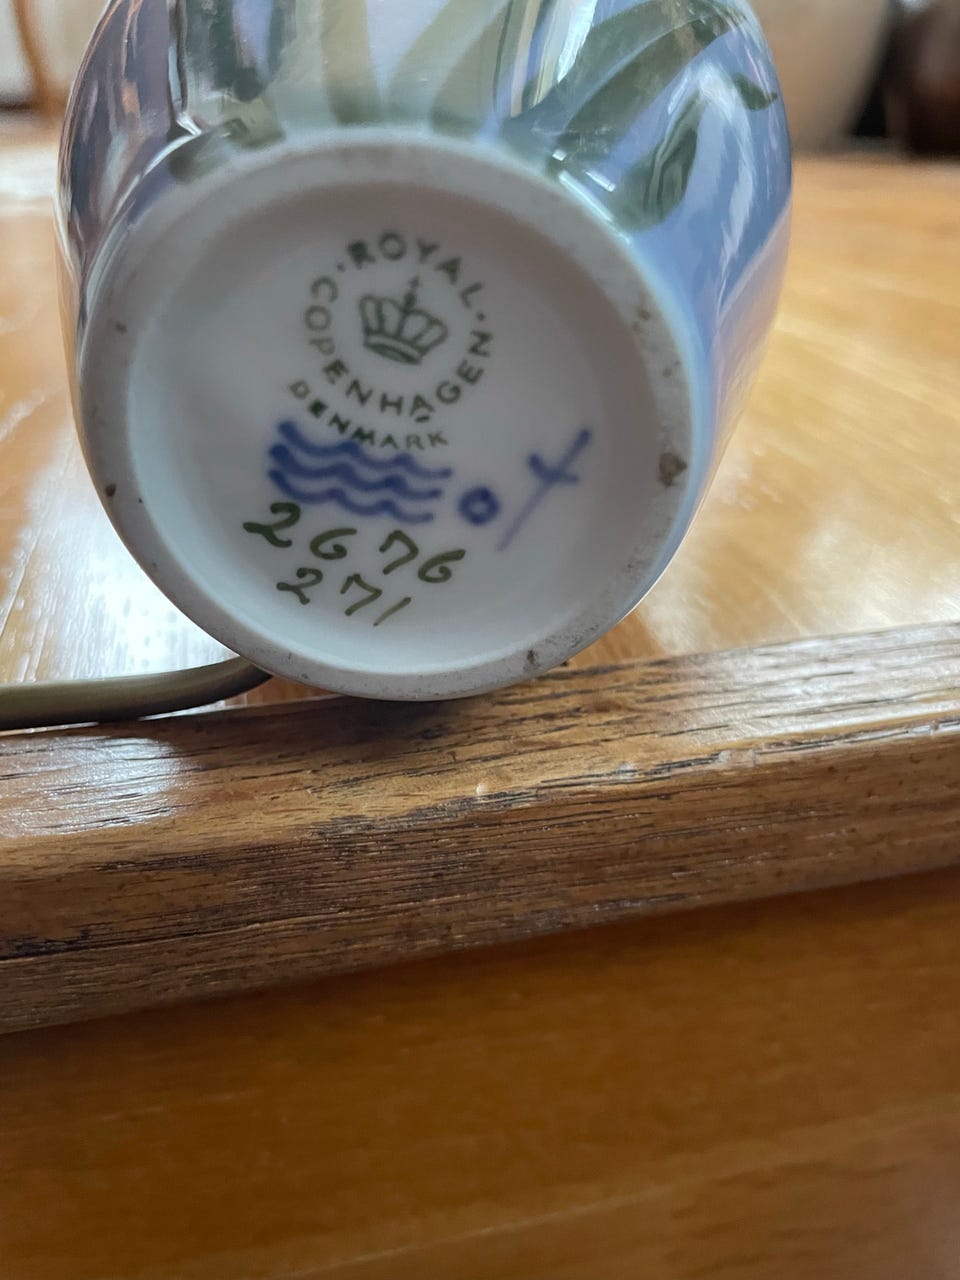 ROYAL
COPENHAGEN
DENMARK
2676
271